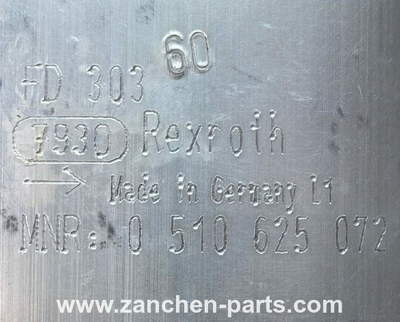 60
FD 303
7930 Rexroth
→ Made in Germany L1
MNR: 0 510 625 072
www.zanchen-parts.com